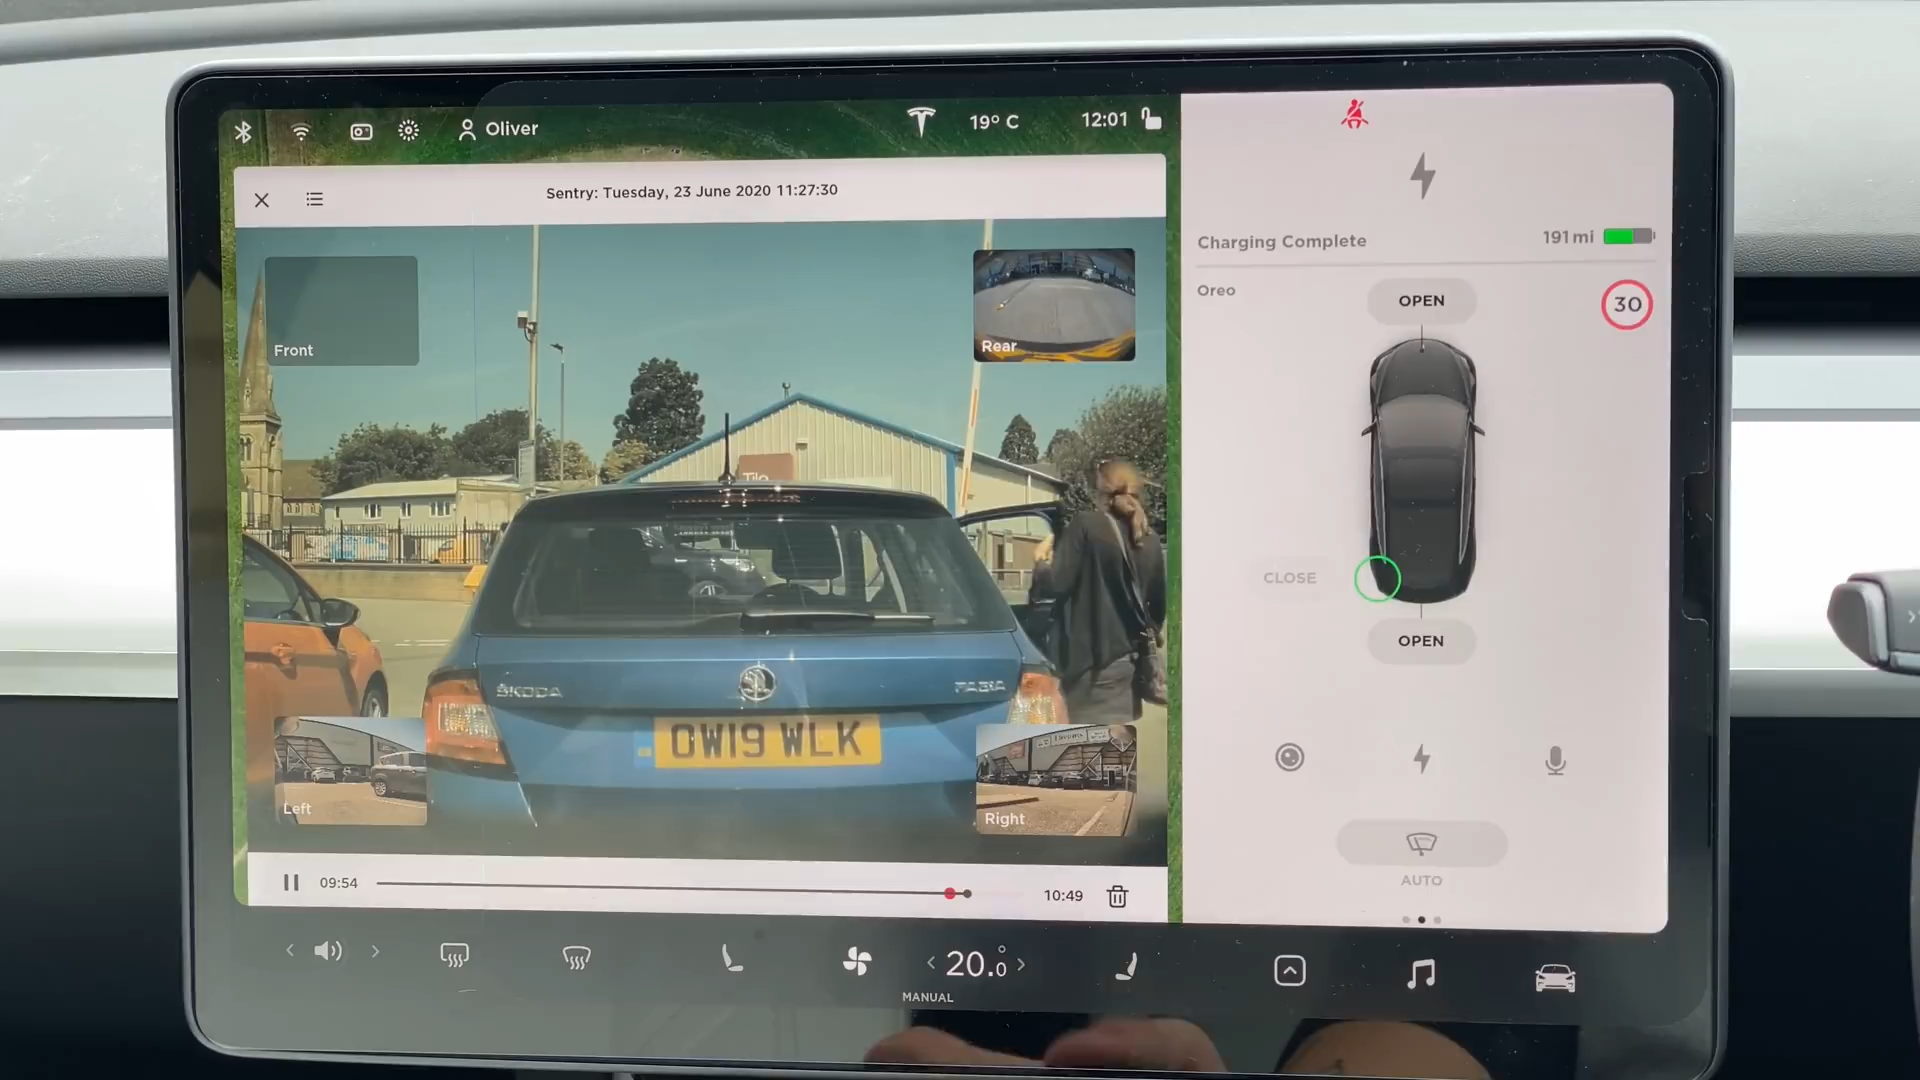 Oliver
19° C
12:01
Sentry: Tuesday, 23 June 2020 11:27:30
Front
Rear
Tilo
ŠKODA
FABIA
OW19 WLK
Left
Right
09:54
10:49
20.0°
MANUAL
Charging Complete
191 mi
Oreo
OPEN
30
CLOSE
OPEN
AUTO